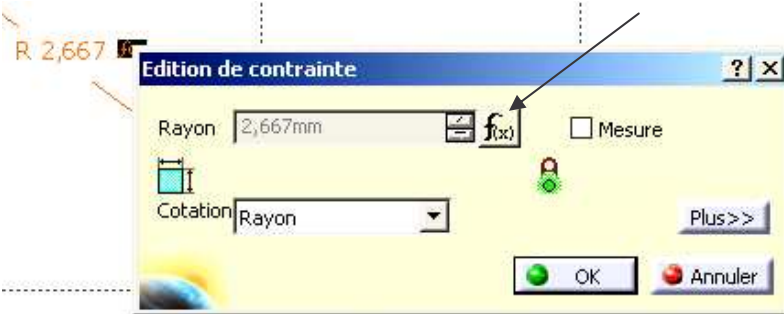 R 2,667
Edition de contrainte
Rayon 2,667mm f(x) Mesure
Cotation Rayon Plus>>
OK Annuler